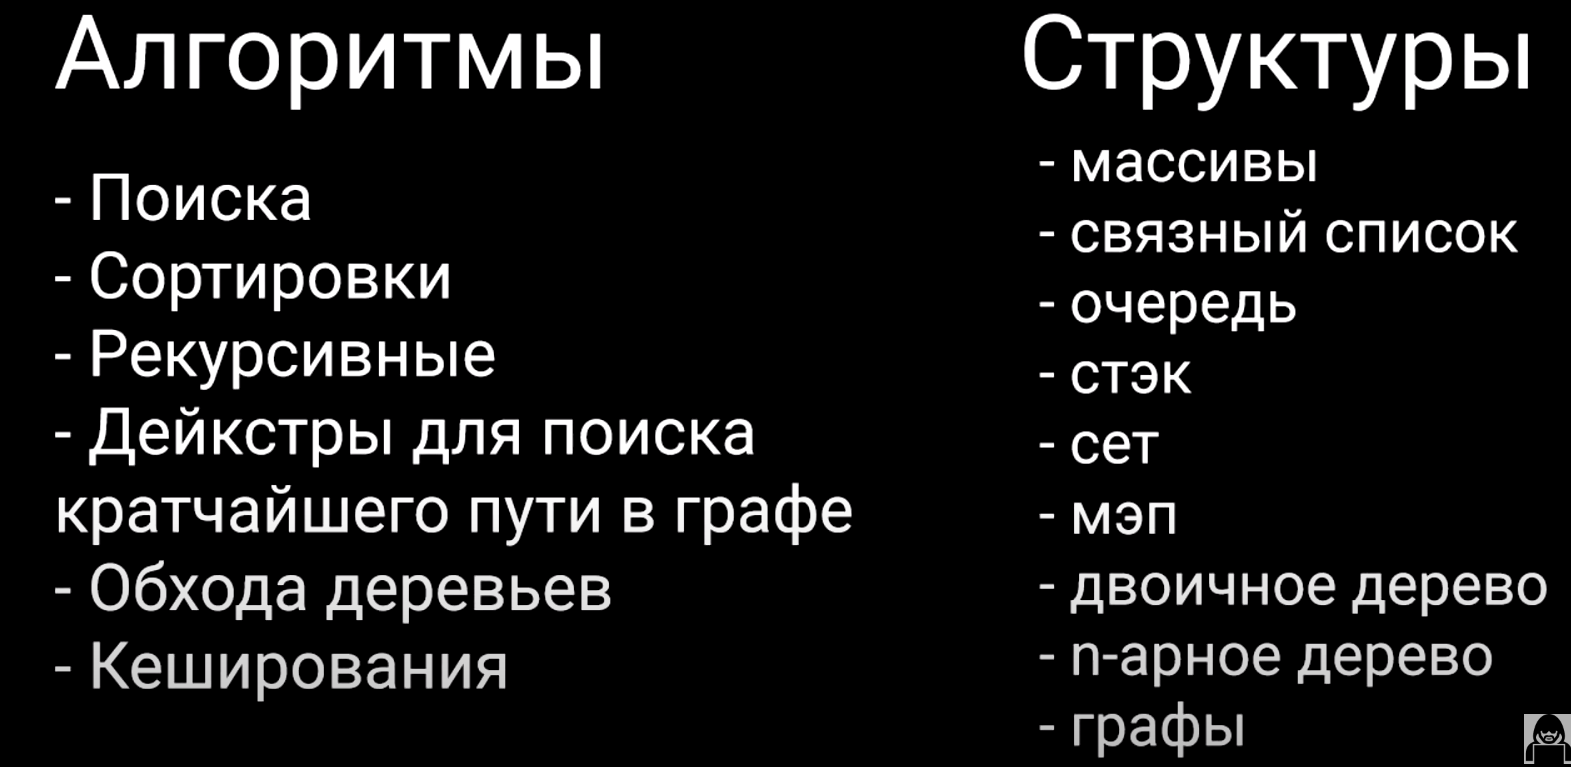 Алгоритмы
- Поиска
- Сортировки
- Рекурсивные
- Дейкстры для поиска
кратчайшего пути в графе
- Обхода деревьев
- Кеширования
Структуры
- массивы
- связный список
- очередь
- стэк
- сет
- мэп
- двоичное дерево
- n-арное дерево
- графы